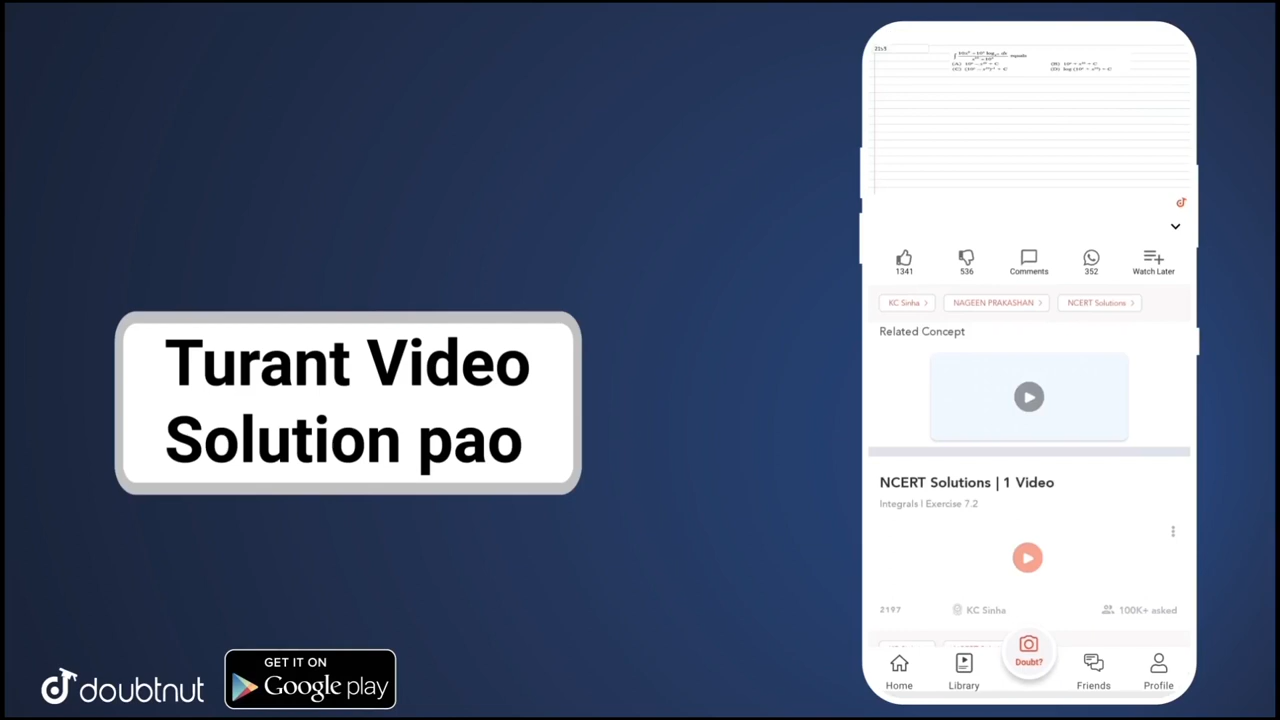 Turant Video
Solution pao
doubtnut
GET IT ON
Google play
1341
536
Comments
352
Watch Later
KC Sinha >
NAGEEN PRAKASHAN >
NCERT Solutions >
Related Concept
NCERT Solutions | 1 Video
Integrals | Exercise 7.2
2197
KC Sinha
100K+ asked
Doubt?
Home
Library
Friends
Profile